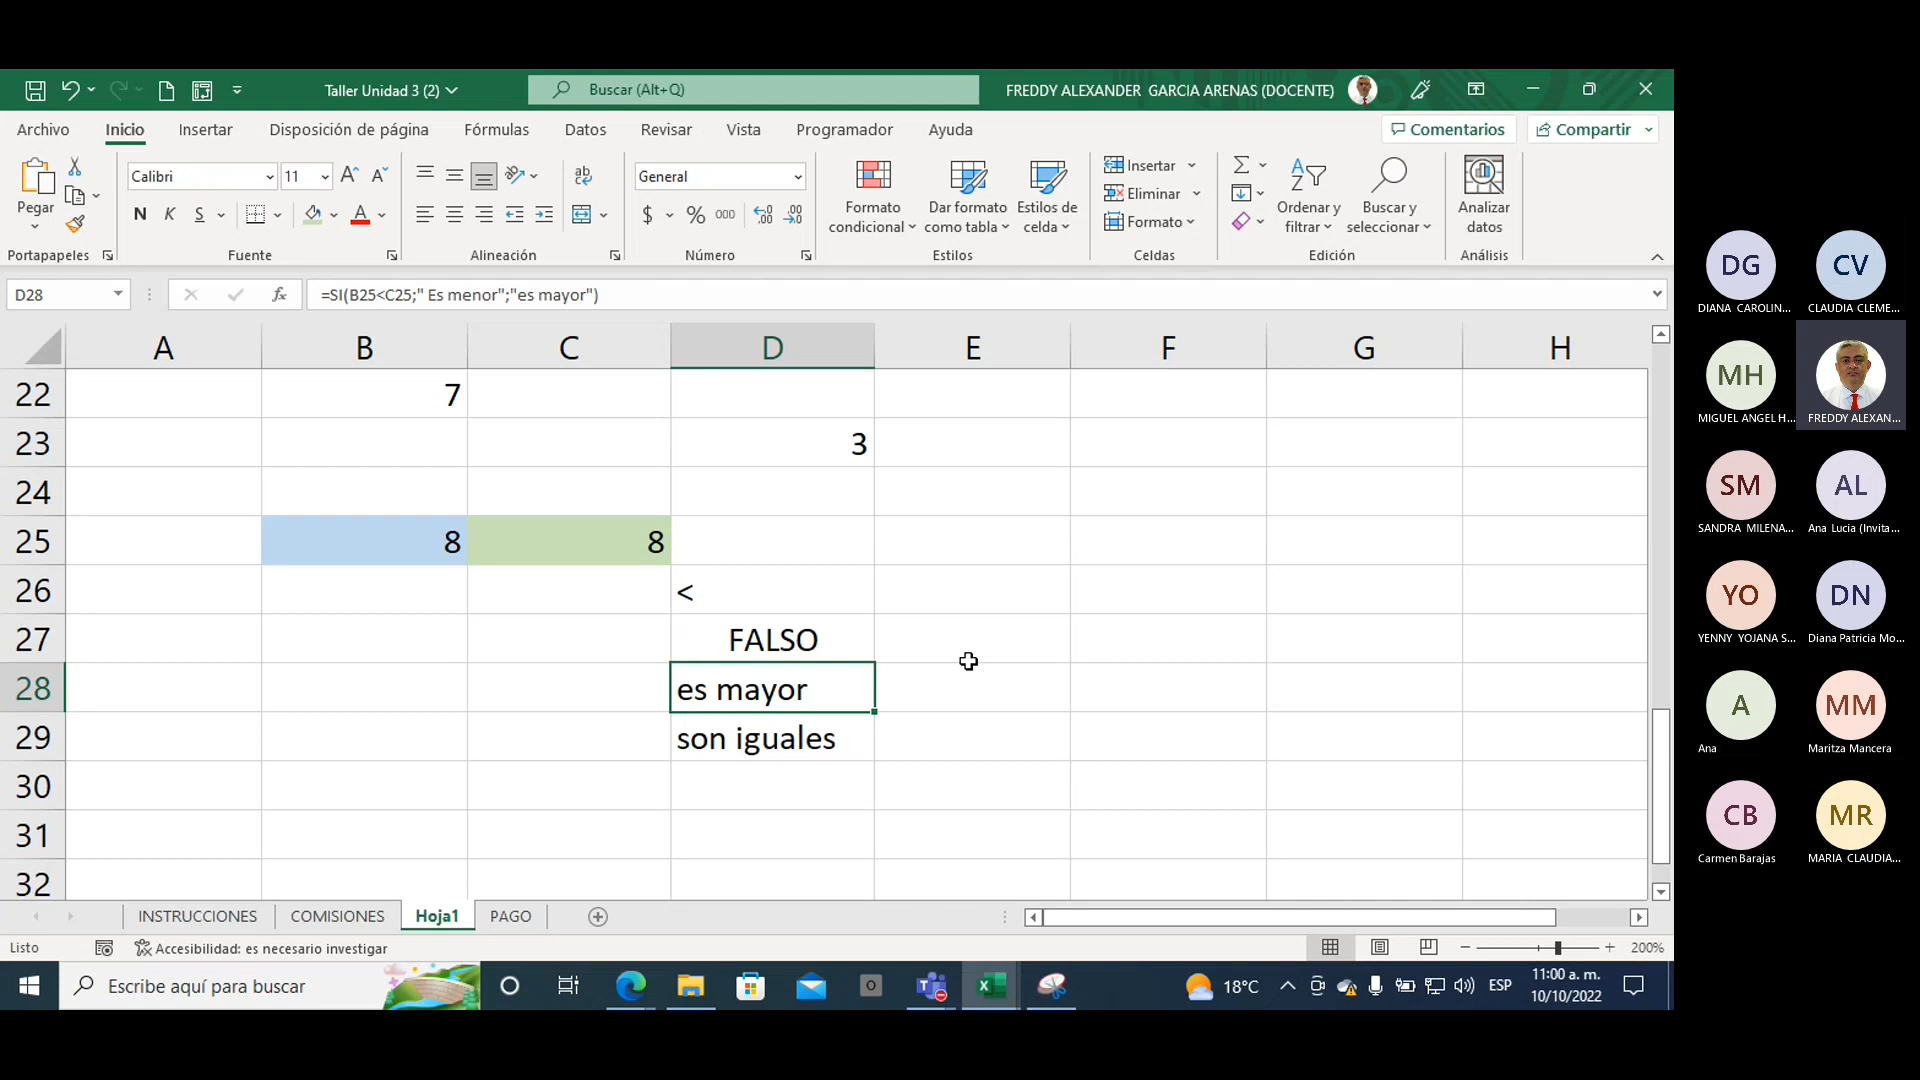 Taller Unidad 3 (2)
Buscar (Alt+Q)
FREDDY ALEXANDER GARCIA ARENAS (DOCENTE)
Archivo Inicio Insertar Disposición de página Fórmulas Datos Revisar Vista Programador Ayuda
Comentarios Compartir
Pegar
Portapapeles
Calibri 11
N K S
Fuente
ab
Alineación
General
$ % 000
Número
Formato condicional
Dar formato como tabla
Estilos de celda
Estilos
Insertar
Eliminar
Formato
Celdas
Ordenar y filtrar
Buscar y seleccionar
Edición
Analizar datos
Análisis
D28
fx
=SI(B25<C25;" Es menor";"es mayor")
A B C D E F G H
22 7
23 3
24
25 8 8
26 <
27 FALSO
28 es mayor
29 son iguales
30
31
32
INSTRUCCIONES COMISIONES Hoja1 PAGO
Listo
Accesibilidad: es necesario investigar
200%
Escribe aquí para buscar
18°C
ESP
11:00 a. m.
10/10/2022
DG
DIANA CAROLIN...
CV
CLAUDIA CLEME...
MH
MIGUEL ANGEL H...
FREDDY ALEXAN...
SM
SANDRA MILENA...
AL
Ana Lucia (Invita...
YO
YENNY YOJANA S...
DN
Diana Patricia Mo...
A
Ana
MM
Maritza Mancera
CB
Carmen Barajas
MR
MARIA CLAUDIA...